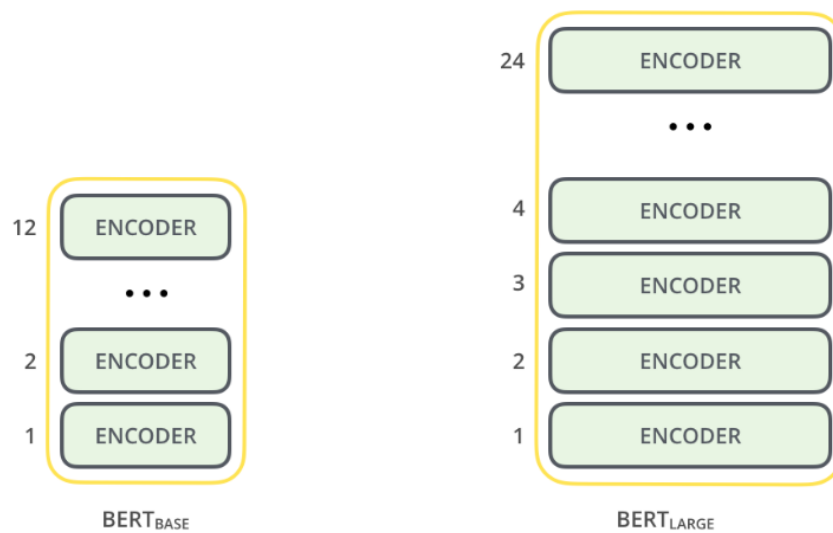 12 ENCODER
...
2 ENCODER
1 ENCODER
BERTBASE
24 ENCODER
...
4 ENCODER
3 ENCODER
2 ENCODER
1 ENCODER
BERTLARGE